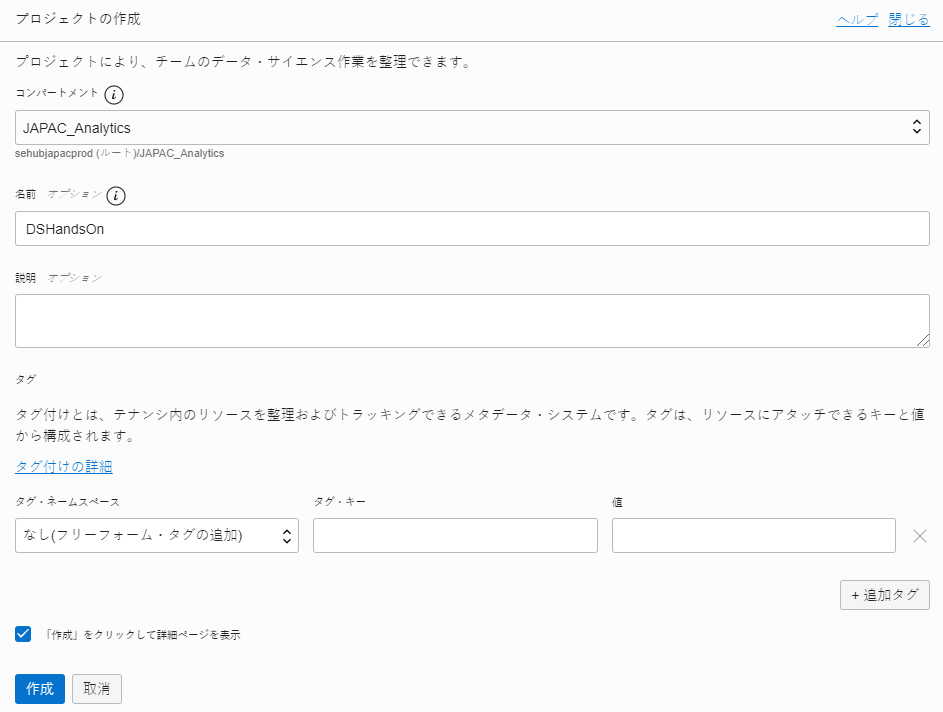 プロジェクトの作成
ヘルプ 閉じる
プロジェクトにより、チームのデータ・サイエンス作業を整理できます。
コンパートメント i
JAPAC_Analytics
sehubjapacprod (ルート)/JAPAC_Analytics
名前 オプション i
DSHandsOn
説明 オプション
タグ
タグ付けとは、テナンシ内のリソースを整理およびトラッキングできるメタデータ・システムです。タグは、リソースにアタッチできるキーと値
から構成されます。
タグ付けの詳細
タグ・ネームスペース タグ・キー 値
なし(フリーフォーム・タグの追加)
+ 追加タグ
「作成」をクリックして詳細ページを表示
作成 取消